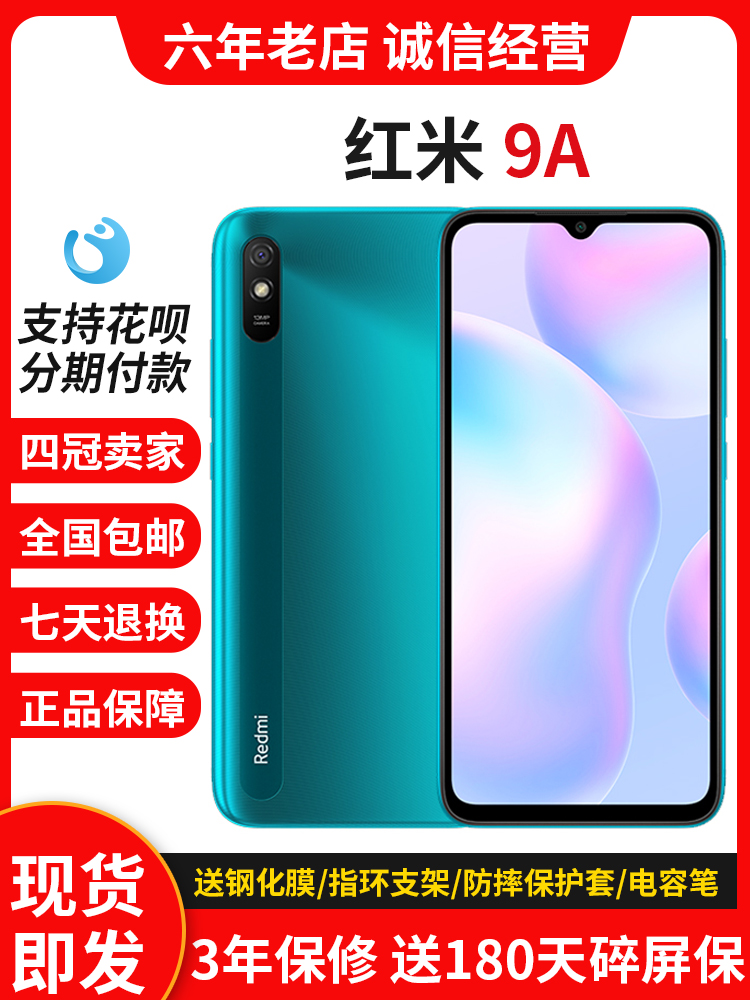 六年老店 诚信经营
红米 9A
支持花呗
分期付款
四冠卖家
全国包邮
七天退换
正品保障
13MP
CAMERA
Redmi
现货
即发
送钢化膜/指环支架/防摔保护套/电容笔
3年保修 送180天碎屏保